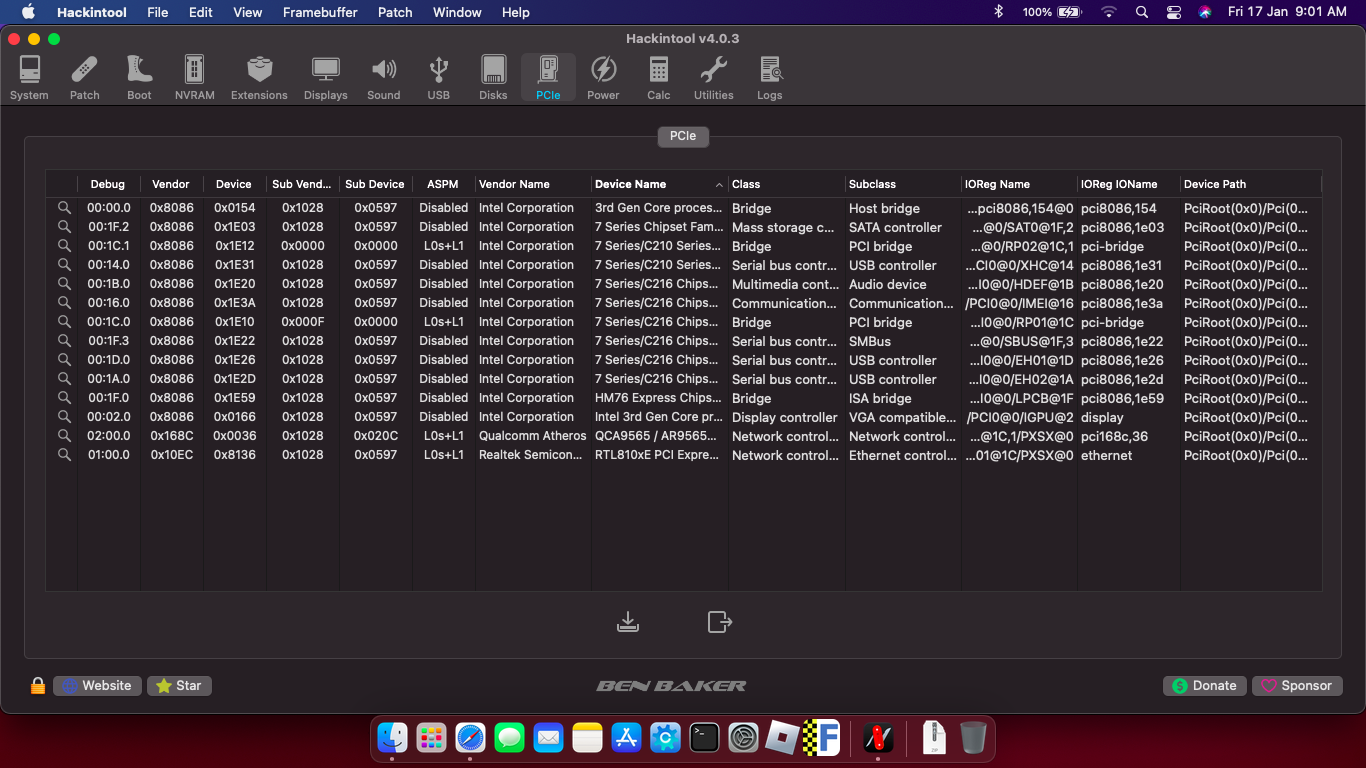 Hackintool File Edit View Framebuffer Patch Window Help 100% Fri 17 Jan 9:01 AM
Hackintool v4.0.3
System Patch Boot NVRAM Extensions Displays Sound USB Disks PCIe Power Calc Utilities Logs
PCIe
Debug Vendor Device Sub Vend... Sub Device ASPM Vendor Name Device Name Class Subclass IOReg Name IOReg IOName Device Path
00:00.0 0x8086 0x0154 0x1028 0x0597 Disabled Intel Corporation 3rd Gen Core proces... Bridge Host bridge ...pci8086,154@0 pci8086,154 PciRoot(0x0)/Pci(0...
00:1F.2 0x8086 0x1E03 0x1028 0x0597 Disabled Intel Corporation 7 Series Chipset Fam... Mass storage c... SATA controller ...@0/SAT0@1F,2 pci8086,1e03 PciRoot(0x0)/Pci(0...
00:1C.1 0x8086 0x1E12 0x0000 0x0000 L0s+L1 Intel Corporation 7 Series/C210 Series... Bridge PCI bridge ...@0/RP02@1C,1 pci-bridge PciRoot(0x0)/Pci(0...
00:14.0 0x8086 0x1E31 0x1028 0x0597 Disabled Intel Corporation 7 Series/C210 Series... Serial bus contr... USB controller ...CI0@0/XHC@14 pci8086,1e31 PciRoot(0x0)/Pci(0...
00:1B.0 0x8086 0x1E20 0x1028 0x0597 Disabled Intel Corporation 7 Series/C216 Chips... Multimedia cont... Audio device ...I0@0/HDEF@1B pci8086,1e20 PciRoot(0x0)/Pci(0...
00:16.0 0x8086 0x1E3A 0x1028 0x0597 Disabled Intel Corporation 7 Series/C216 Chips... Communication... Communication... /PCI0@0/IMEI@16 pci8086,1e3a PciRoot(0x0)/Pci(0...
00:1C.0 0x8086 0x1E10 0x000F 0x0000 L0s+L1 Intel Corporation 7 Series/C216 Chips... Bridge PCI bridge ...I0@0/RP01@1C pci-bridge PciRoot(0x0)/Pci(0...
00:1F.3 0x8086 0x1E22 0x1028 0x0597 Disabled Intel Corporation 7 Series/C216 Chips... Serial bus contr... SMBus ...@0/SBUS@1F,3 pci8086,1e22 PciRoot(0x0)/Pci(0...
00:1D.0 0x8086 0x1E26 0x1028 0x0597 Disabled Intel Corporation 7 Series/C216 Chips... Serial bus contr... USB controller ...I0@0/EH01@1D pci8086,1e26 PciRoot(0x0)/Pci(0...
00:1A.0 0x8086 0x1E2D 0x1028 0x0597 Disabled Intel Corporation 7 Series/C216 Chips... Serial bus contr... USB controller ...I0@0/EH02@1A pci8086,1e2d PciRoot(0x0)/Pci(0...
00:1F.0 0x8086 0x1E59 0x1028 0x0597 Disabled Intel Corporation HM76 Express Chips... Bridge ISA bridge ...I0@0/LPCB@1F pci8086,1e59 PciRoot(0x0)/Pci(0...
00:02.0 0x8086 0x0166 0x1028 0x0597 Disabled Intel Corporation Intel 3rd Gen Core pr... Display controller VGA compatible... /PCI0@0/IGPU@2 display PciRoot(0x0)/Pci(0...
02:00.0 0x168C 0x0036 0x1028 0x020C L0s+L1 Qualcomm Atheros QCA9565 / AR9565... Network control... Network control... ...@1C,1/PXSX@0 pci168c,36 PciRoot(0x0)/Pci(0...
01:00.0 0x10EC 0x8136 0x1028 0x0597 L0s+L1 Realtek Semicon... RTL810xE PCI Expre... Network control... Ethernet control... ...01@1C/PXSX@0 ethernet PciRoot(0x0)/Pci(0...
Website Star BEN BAKER Donate Sponsor
F
ZIP